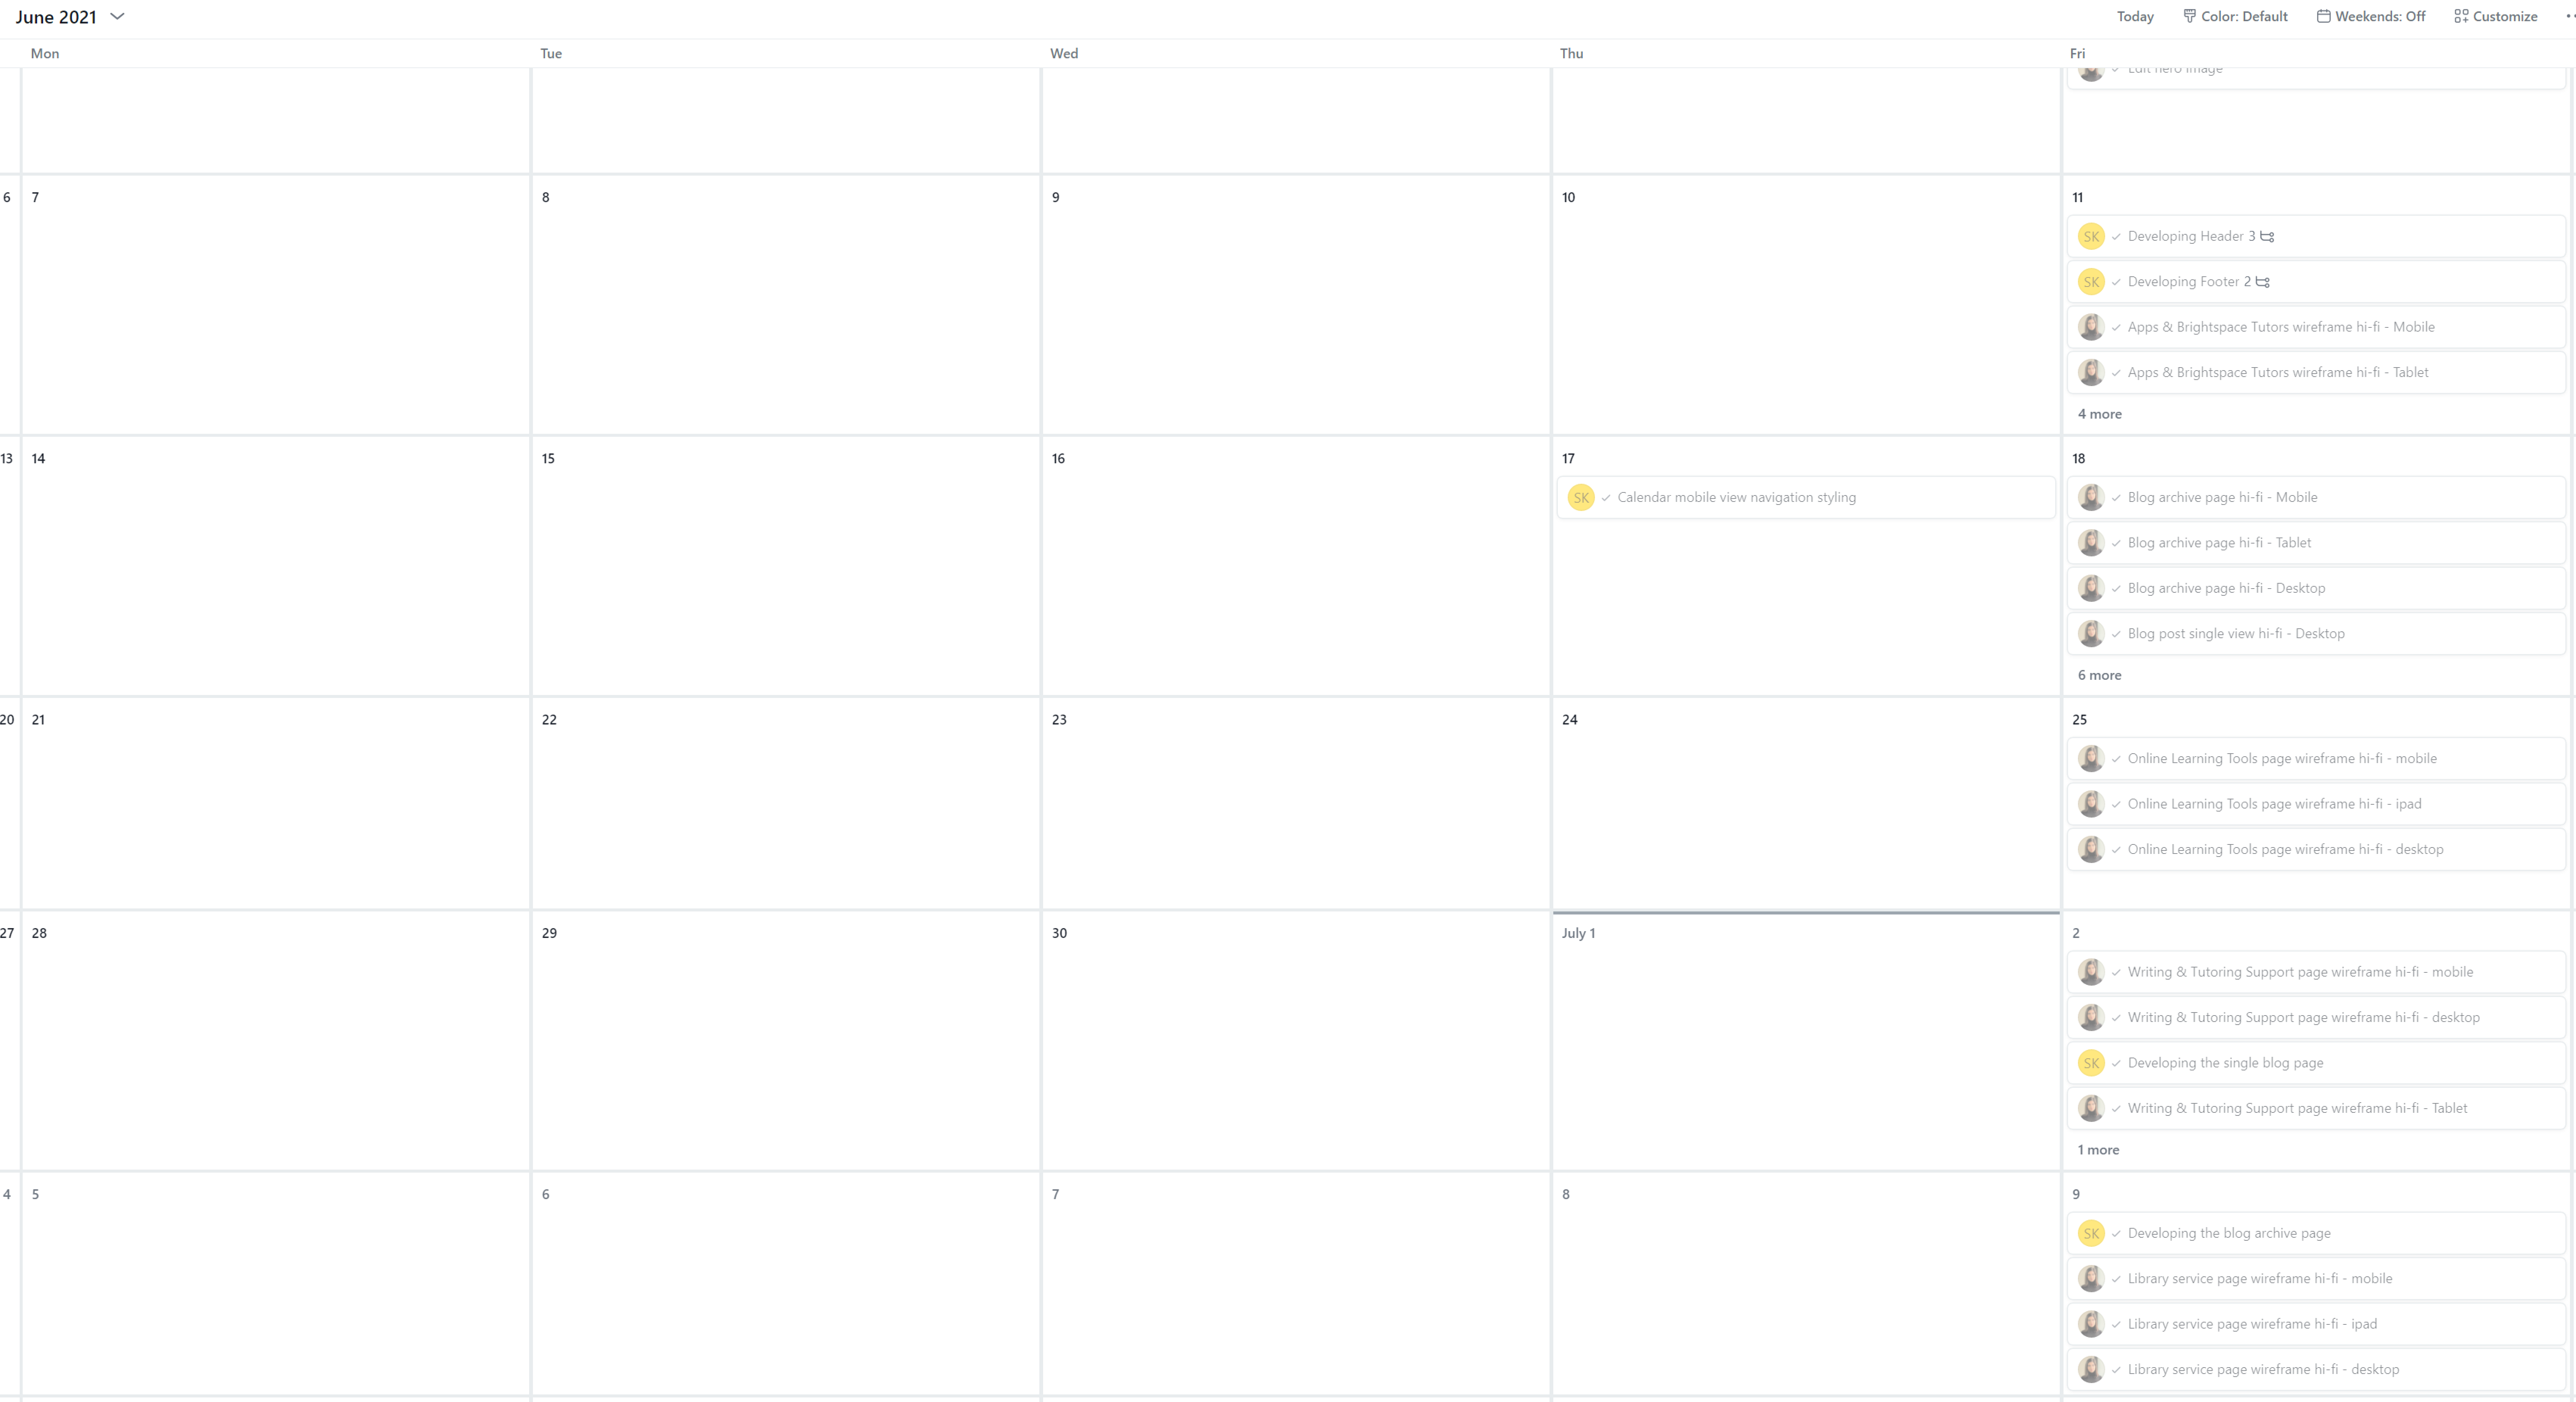 June 2021
Today
Color: Default
Weekends: Off
Customize
Mon
Tue
Wed
Thu
Fri
Edit hero image
6
7
8
9
10
11
SK Developing Header 3
SK Developing Footer 2
Apps & Brightspace Tutors wireframe hi-fi - Mobile
Apps & Brightspace Tutors wireframe hi-fi - Tablet
4 more
13
14
15
16
17
SK Calendar mobile view navigation styling
18
Blog archive page hi-fi - Mobile
Blog archive page hi-fi - Tablet
Blog archive page hi-fi - Desktop
Blog post single view hi-fi - Desktop
6 more
20
21
22
23
24
25
Online Learning Tools page wireframe hi-fi - mobile
Online Learning Tools page wireframe hi-fi - ipad
Online Learning Tools page wireframe hi-fi - desktop
27
28
29
30
July 1
2
Writing & Tutoring Support page wireframe hi-fi - mobile
Writing & Tutoring Support page wireframe hi-fi - desktop
SK Developing the single blog page
Writing & Tutoring Support page wireframe hi-fi - Tablet
1 more
4
5
6
7
8
9
SK Developing the blog archive page
Library service page wireframe hi-fi - mobile
Library service page wireframe hi-fi - ipad
Library service page wireframe hi-fi - desktop